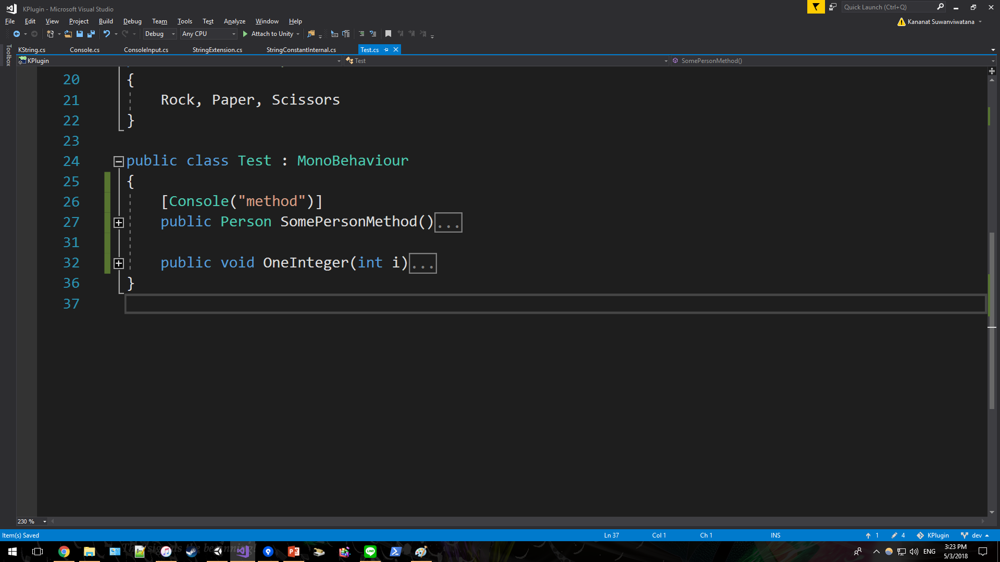 KPlugin - Microsoft Visual Studio
Quick Launch (Ctrl+Q)
File Edit View Project Build Debug Team Tools Test Analyze Window Help
Kananat Suwanviwatana
Debug Any CPU Attach to Unity
Toolbox
KString.cs Console.cs ConsoleInput.cs StringExtension.cs StringConstantInternal.cs Test.cs
KPlugin Test SomePersonMethod()
20 {
21 Rock, Paper, Scissors
22 }
23
24 public class Test : MonoBehaviour
25 {
26 [Console("method")]
27 public Person SomePersonMethod()...
31
32 public void OneInteger(int i)...
36 }
37
230 %
Item(s) Saved Ln 37 Col 1 Ch 1 INS 1 4 KPlugin dev
LINE
ENG
3:23 PM
5/3/2018